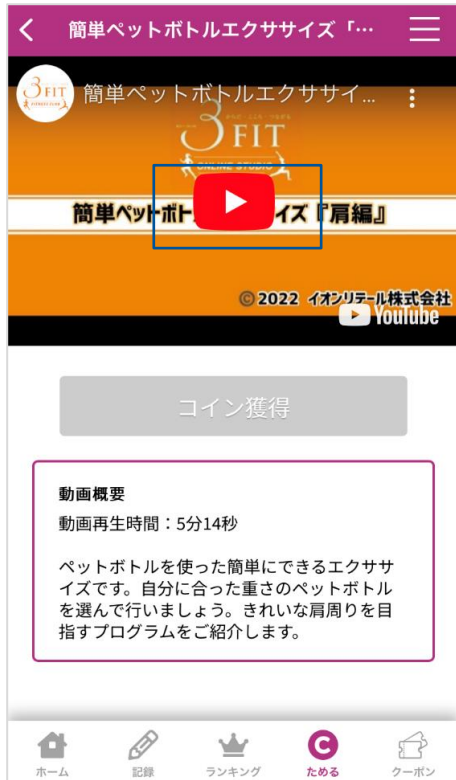 簡単ペットボトルエクササイズ「…
3FIT
簡単ペットボトルエクササイ...
3FIT
ONLINE STUDIO
簡単ペットボト
イズ『肩編』
©2022 イオンリテール株式会社
YouTube
コイン獲得
動画概要
動画再生時間:5分14秒
ペットボトルを使った簡単にできるエクササ
イズです。自分に合った重さのペットボトル
を選んで行いましょう。きれいな肩周りを目
指すプログラムをご紹介します。
ホーム
記録
ランキング
ためる
クーポン